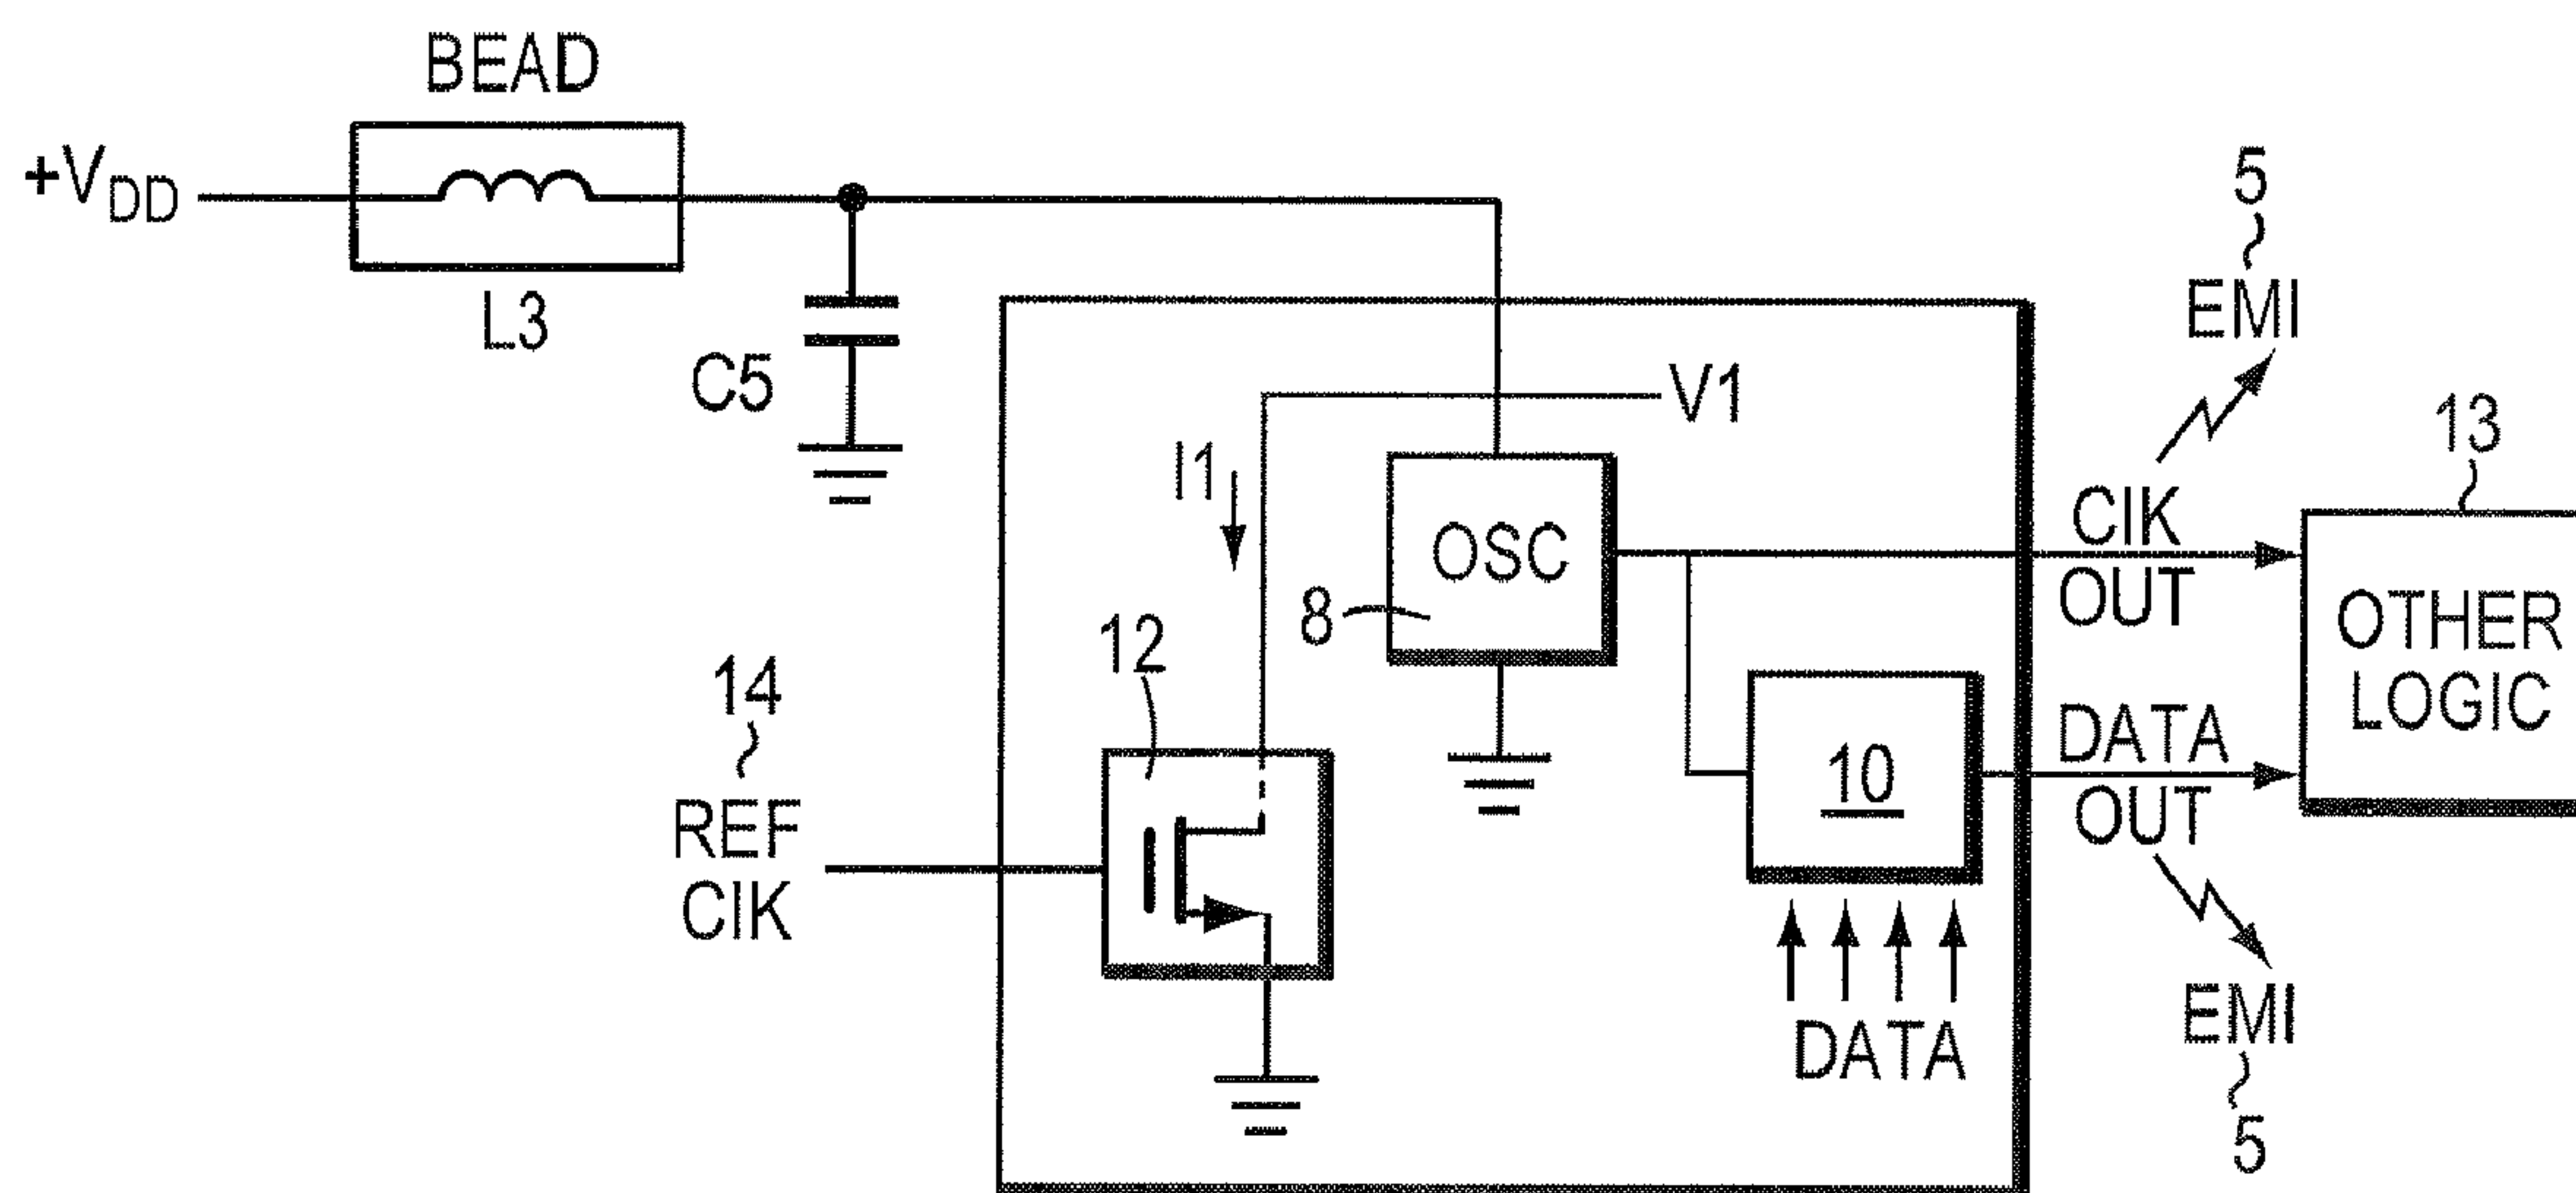 BEAD
+VDD
L3
C5
V1
I1
5
EMI
13
OSC
8
CIK
OUT
OTHER
LOGIC
12
14
REF
CIK
10
DATA
OUT
DATA
EMI
5